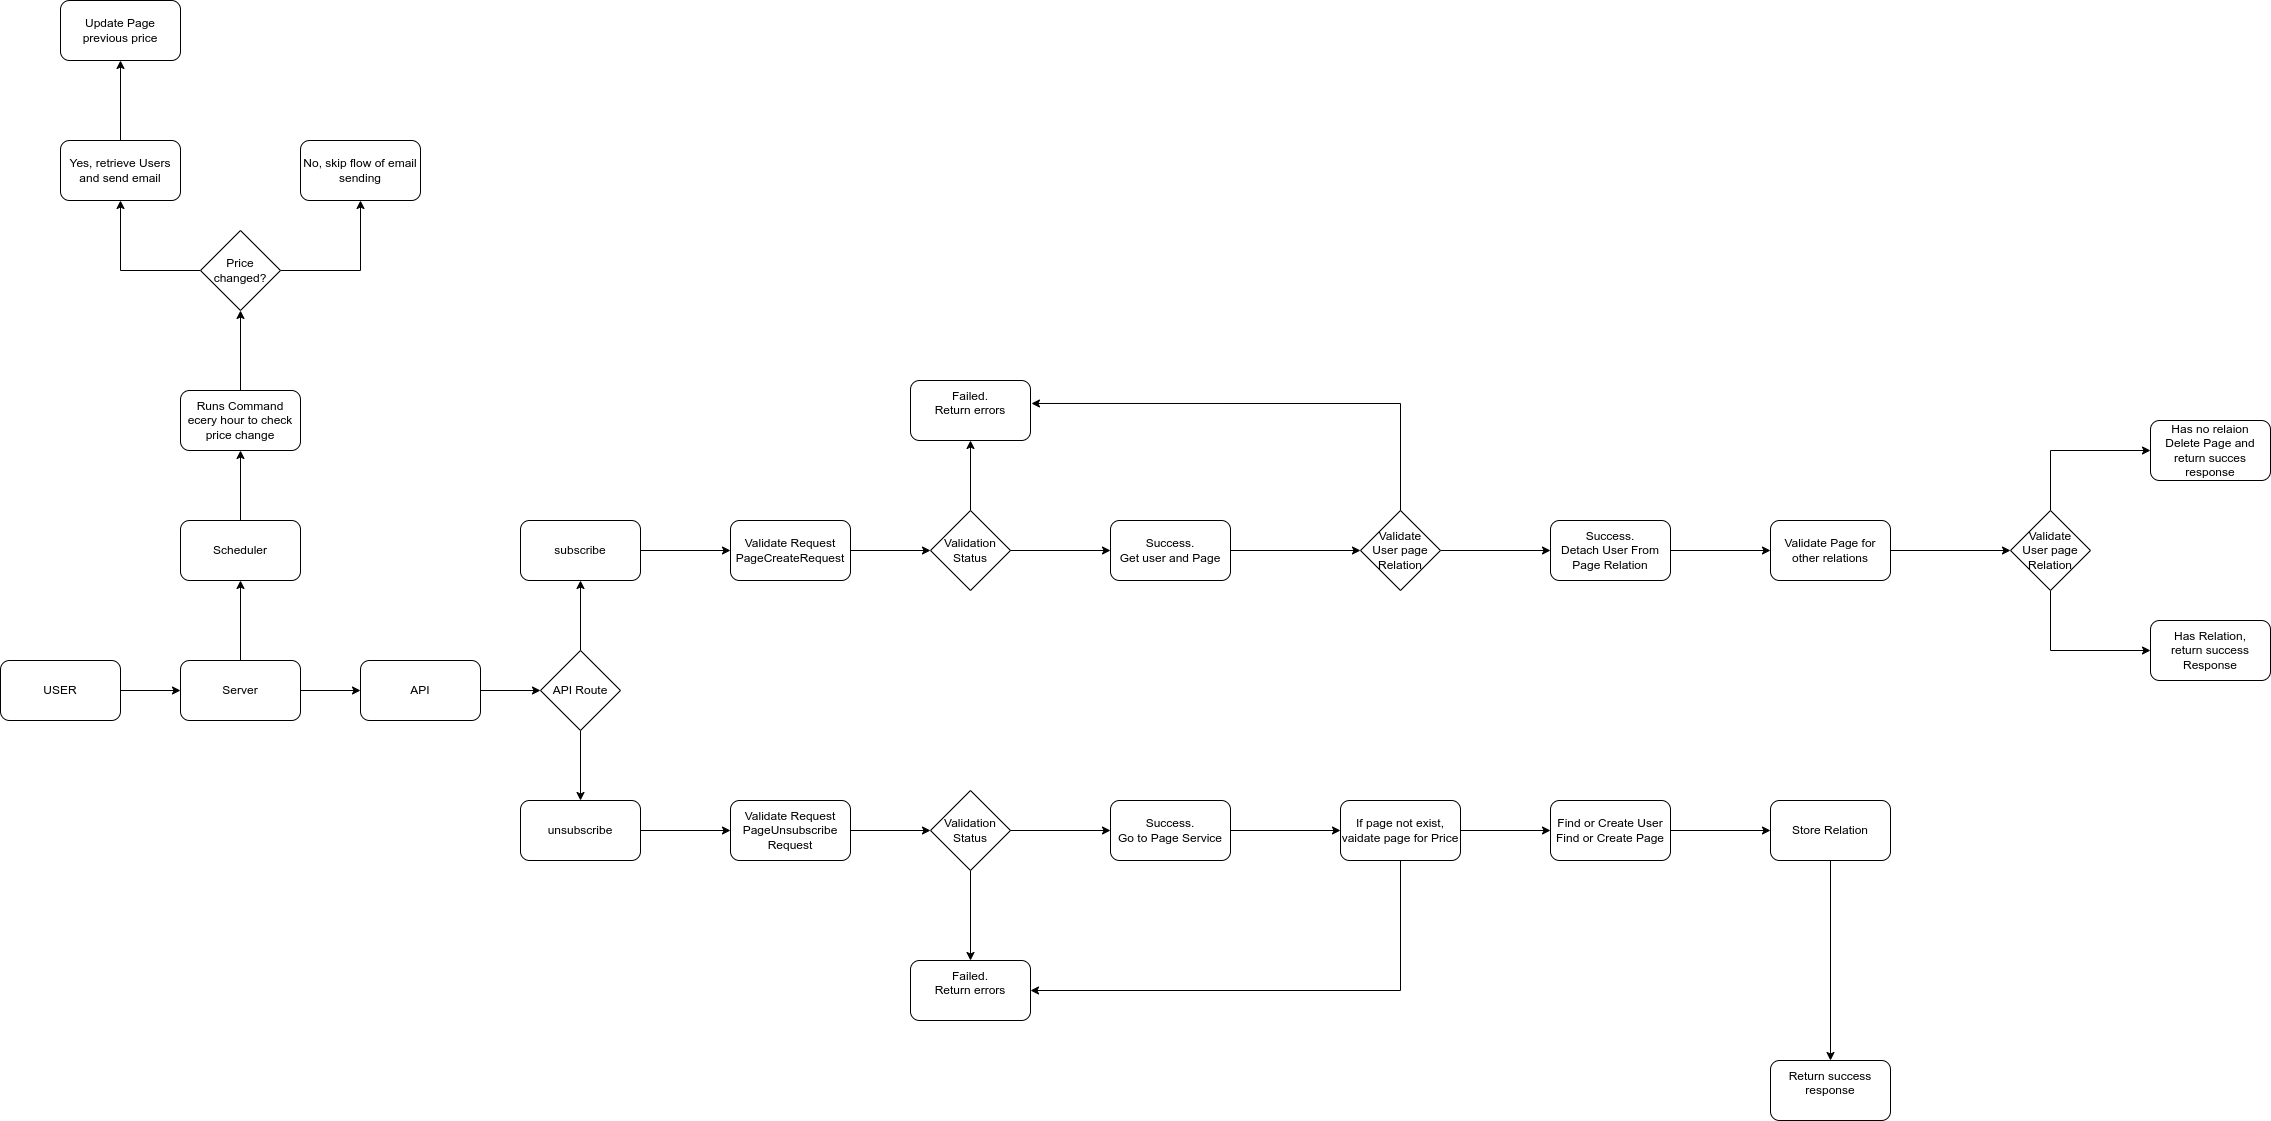 Update Page
previous price
Yes, retrieve Users
and send email
No, skip flow of email
sending
Price
changed?
Runs Command
ecery hour to check
price change
Scheduler
USER
Server
API
API Route
subscribe
Validate Request
PageCreateRequest
Validation
Status
Failed.
Return errors
Success.
Get user and Page
Validate
User page
Relation
Success.
Detach User From
Page Relation
Validate Page for
other relations
Validate
User page
Relation
Has no relaion
Delete Page and
return succes
response
Has Relation,
return success
Response
unsubscribe
Validate Request
PageUnsubscribe
Request
Validation
Status
Success.
Go to Page Service
If page not exist,
vaidate page for Price
Find or Create User
Find or Create Page
Store Relation
Failed.
Return errors
Return success
response